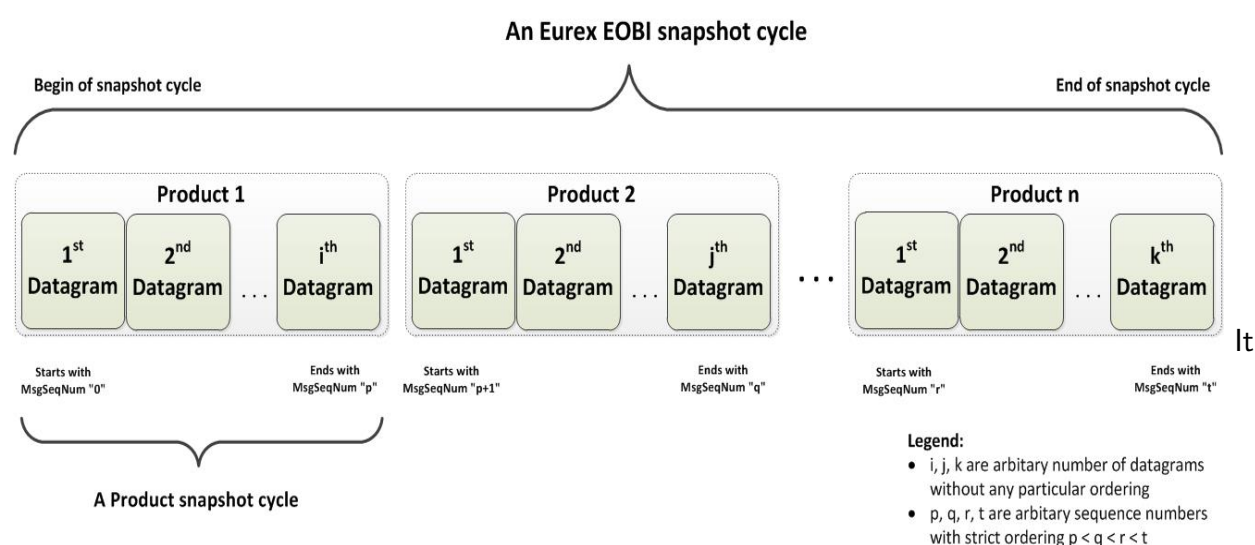 An Eurex EOBI snapshot cycle
Begin of snapshot cycle
End of snapshot cycle
Product 1
1st
Datagram
2nd
Datagram
. . .
ith
Datagram
Product 2
1st
Datagram
2nd
Datagram
. . .
jth
Datagram
. . .
Product n
1st
Datagram
2nd
Datagram
. . .
kth
Datagram
It
Starts with
MsgSeqNum "0"
Ends with
MsgSeqNum "p"
Starts with
MsgSeqNum "p+1"
Ends with
MsgSeqNum "q"
Starts with
MsgSeqNum "r"
Ends with
MsgSeqNum "t"
A Product snapshot cycle
Legend:
• i, j, k are arbitary number of datagrams
without any particular ordering
• p, q, r, t are arbitary sequence numbers
with strict ordering p < q < r < t